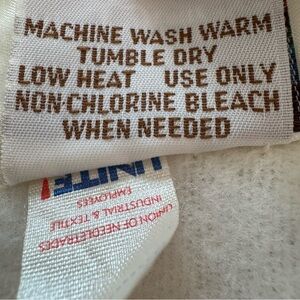 MACHINE WASH WARM
TUMBLE DRY
LOW HEAT USE ONLY
NON-CHLORINE BLEACH
WHEN NEEDED
UNITE!
UNION OF NEEDLETRADES
INDUSTRIAL & TEXTILE
EMPLOYEES